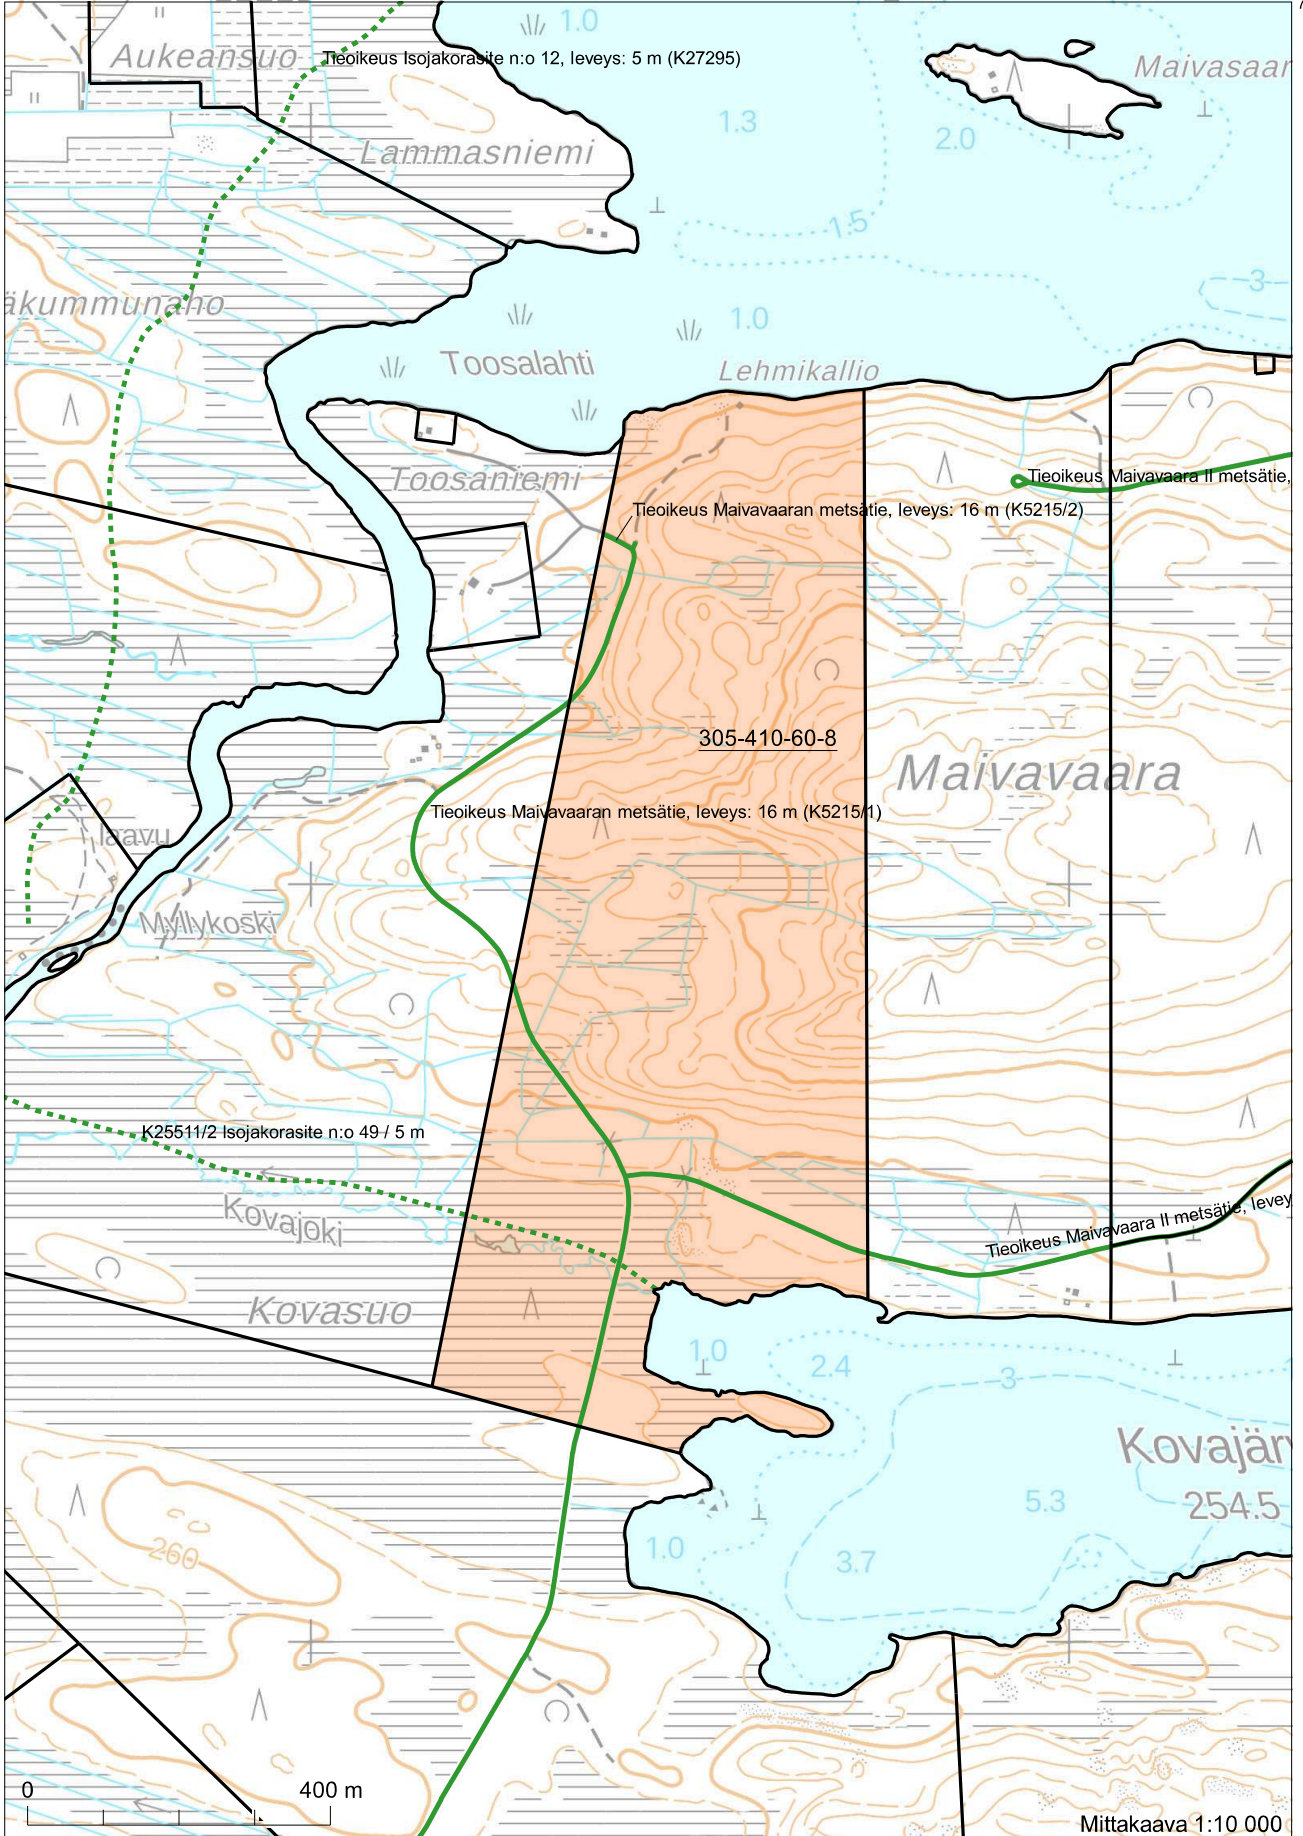 1.0
Aukeansuo
Tieoikeus Isojakorasite n:o 12, leveys: 5 m (K27295)
1.3
2.0
Lammasniemi
1.5
3
1.0
Toosalahti
Lehmikallio
Toosaniemi
Tieoikeus Maivavaara II metsätie,
Tieoikeus Maivavaaran metsätie, leveys: 16 m (K5215/2)
305-410-60-8
Maivavaara
Tieoikeus Maivavaaran metsätie, leveys: 16 m (K5215/1)
laavu
Myllykoski
K25511/2 Isojakorasite n:o 49 / 5 m
Kovajoki
Tieoikeus Maivavaara II metsätie, levey
Kovasuo
1.0
2.4
3
Kovajär
254.5
5.3
260
1.0
3.7
0
400 m
Mittakaava 1:10 000